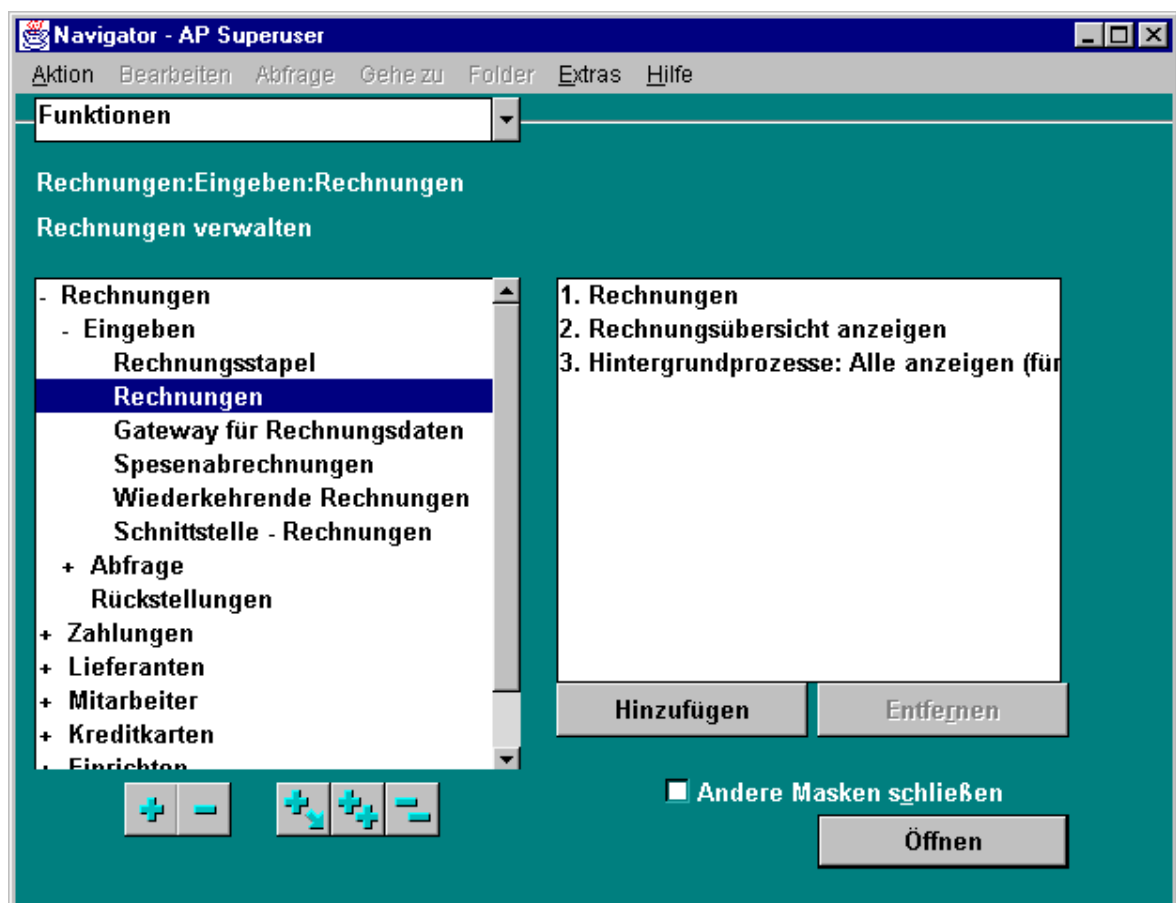 Navigator - AP Superuser
Aktion Bearbeiten Abfrage Gehe zu Folder Extras Hilfe
Funktionen
Rechnungen:Eingeben:Rechnungen
Rechnungen verwalten
- Rechnungen
- Eingeben
Rechnungsstapel
Rechnungen
Gateway für Rechnungsdaten
Spesenabrechnungen
Wiederkehrende Rechnungen
Schnittstelle - Rechnungen
+ Abfrage
Rückstellungen
+ Zahlungen
+ Lieferanten
+ Mitarbeiter
+ Kreditkarten
+ Einrichten
1. Rechnungen
2. Rechnungsübersicht anzeigen
3. Hintergrundprozesse: Alle anzeigen (für
Hinzufügen Entfernen
Andere Masken schließen
Öffnen